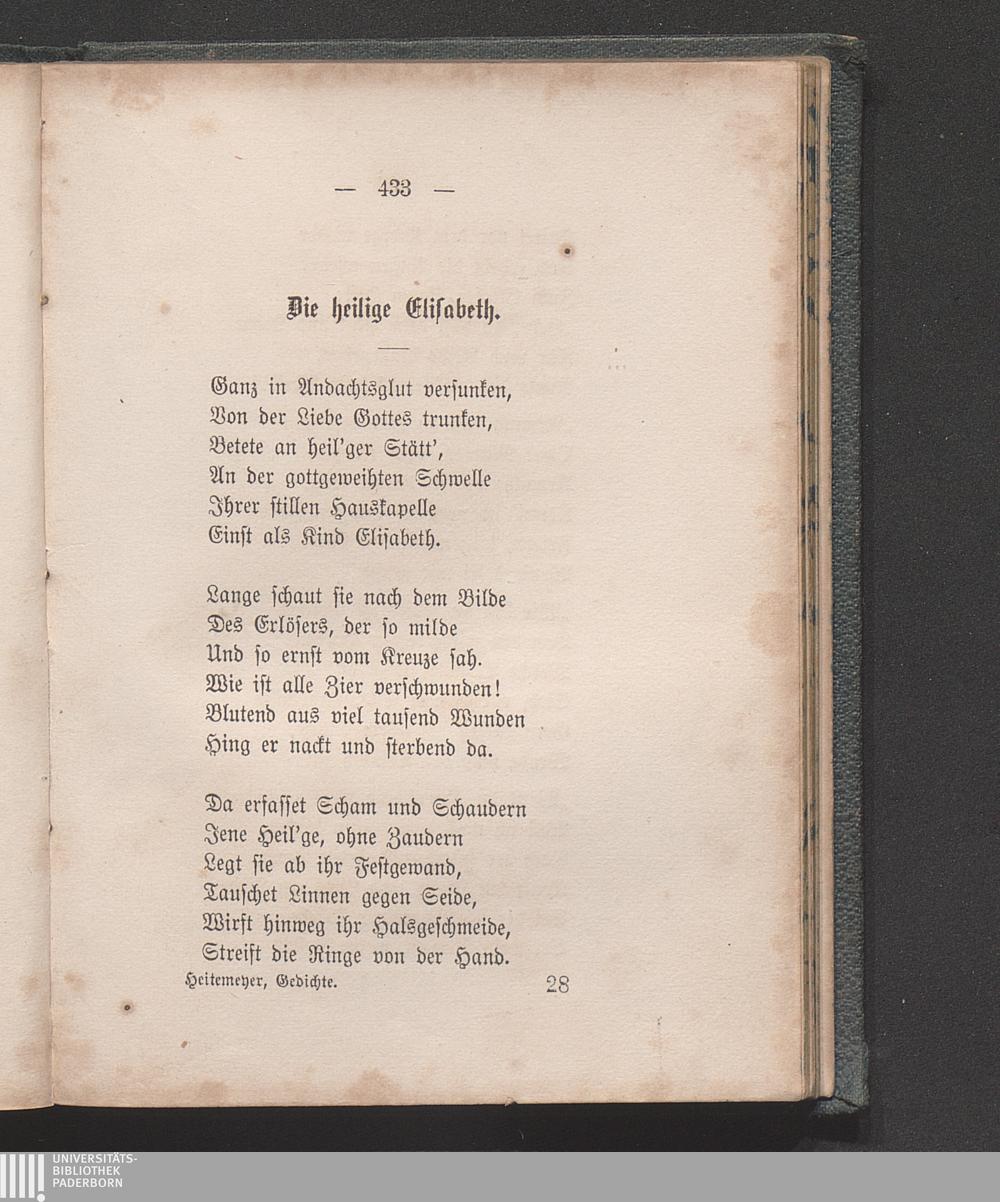 — 433 —
Die heilige Elisabeth.
Ganz in Andachtsglut versunken,
Von der Liebe Gottes trunken,
Betete an heil'ger Stätt',
An der gottgeweihten Schwelle
Ihrer stillen Hauskapelle
Einst als Kind Elisabeth.
Lange schaut sie nach dem Bilde
Des Erlösers, der so milde
Und so ernst vom Kreuze sah.
Wie ist alle Zier verschwunden!
Blutend aus viel tausend Wunden
Hing er nackt und sterbend da.
Da erfasset Scham und Schaudern
Jene Heil'ge, ohne Zaudern
Legt sie ab ihr Festgewand,
Tauschet Linnen gegen Seide,
Wirft hinweg ihr Halsgeschmeide,
Streift die Ringe von der Hand.
Heitemeyer, Gedichte. 28
UNIVERSITÄTS-
BIBLIOTHEK
PADERBORN